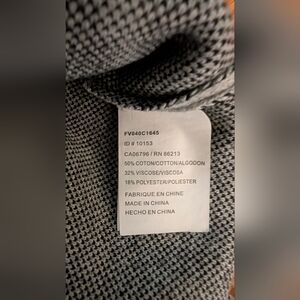 FV040C1645
ID # 10153
CA06796 / RN 86213
50% COTON/COTTON/ALGODON
32% VISCOSE/VISCOSA
18% POLYESTER/POLIESTER
FABRIQUE EN CHINE
MADE IN CHINA
HECHO EN CHINA